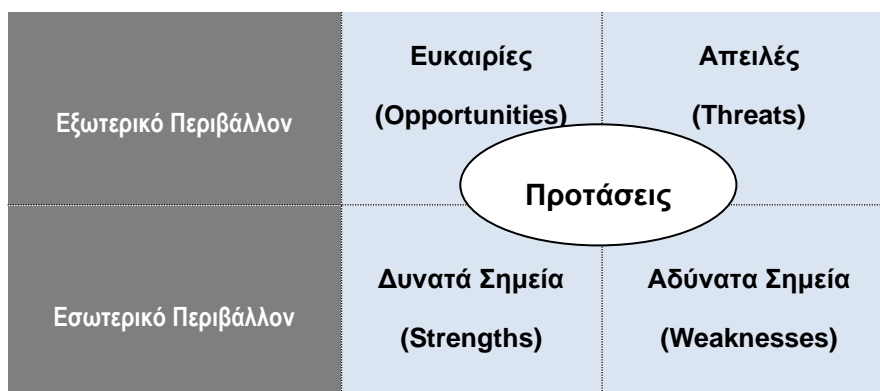 Εξωτερικό Περιβάλλον
Ευκαιρίες
(Opportunities)
Απειλές
(Threats)
Προτάσεις
Εσωτερικό Περιβάλλον
Δυνατά Σημεία
(Strengths)
Αδύνατα Σημεία
(Weaknesses)